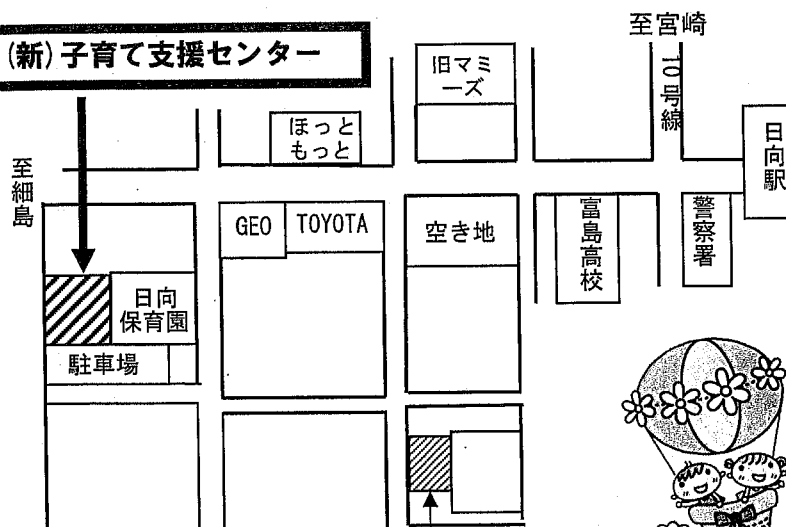 至宮崎
(新)子育て支援センター
旧マミ
ーズ
10号線
ほっと
もっと
日向駅
至細島
GEO
TOYOTA
空き地
富島高校
警察署
日向
保育園
駐車場